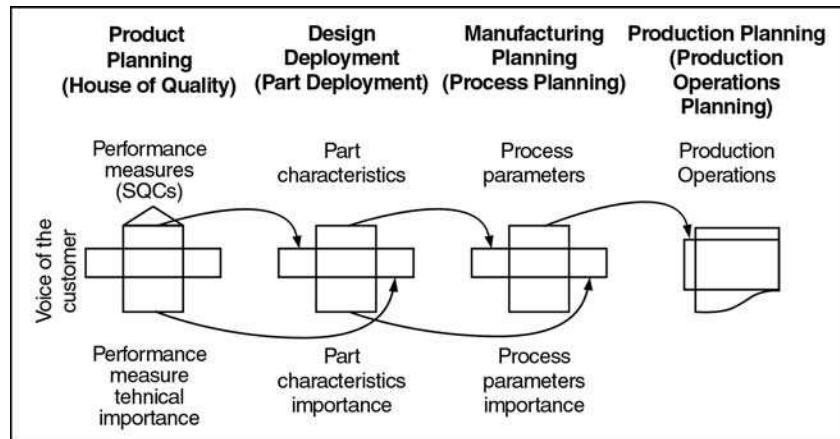 Product
Planning
(House of Quality)
Design
Deployment
(Part Deployment)
Manufacturing
Planning
(Process Planning)
Production Planning
(Production
Operations
Planning)
Performance
measures
(SQCs)
Part
characteristics
Process
parameters
Production
Operations
Voice of the
customer
Performance
measure
tehnical
importance
Part
characteristics
importance
Process
parameters
importance